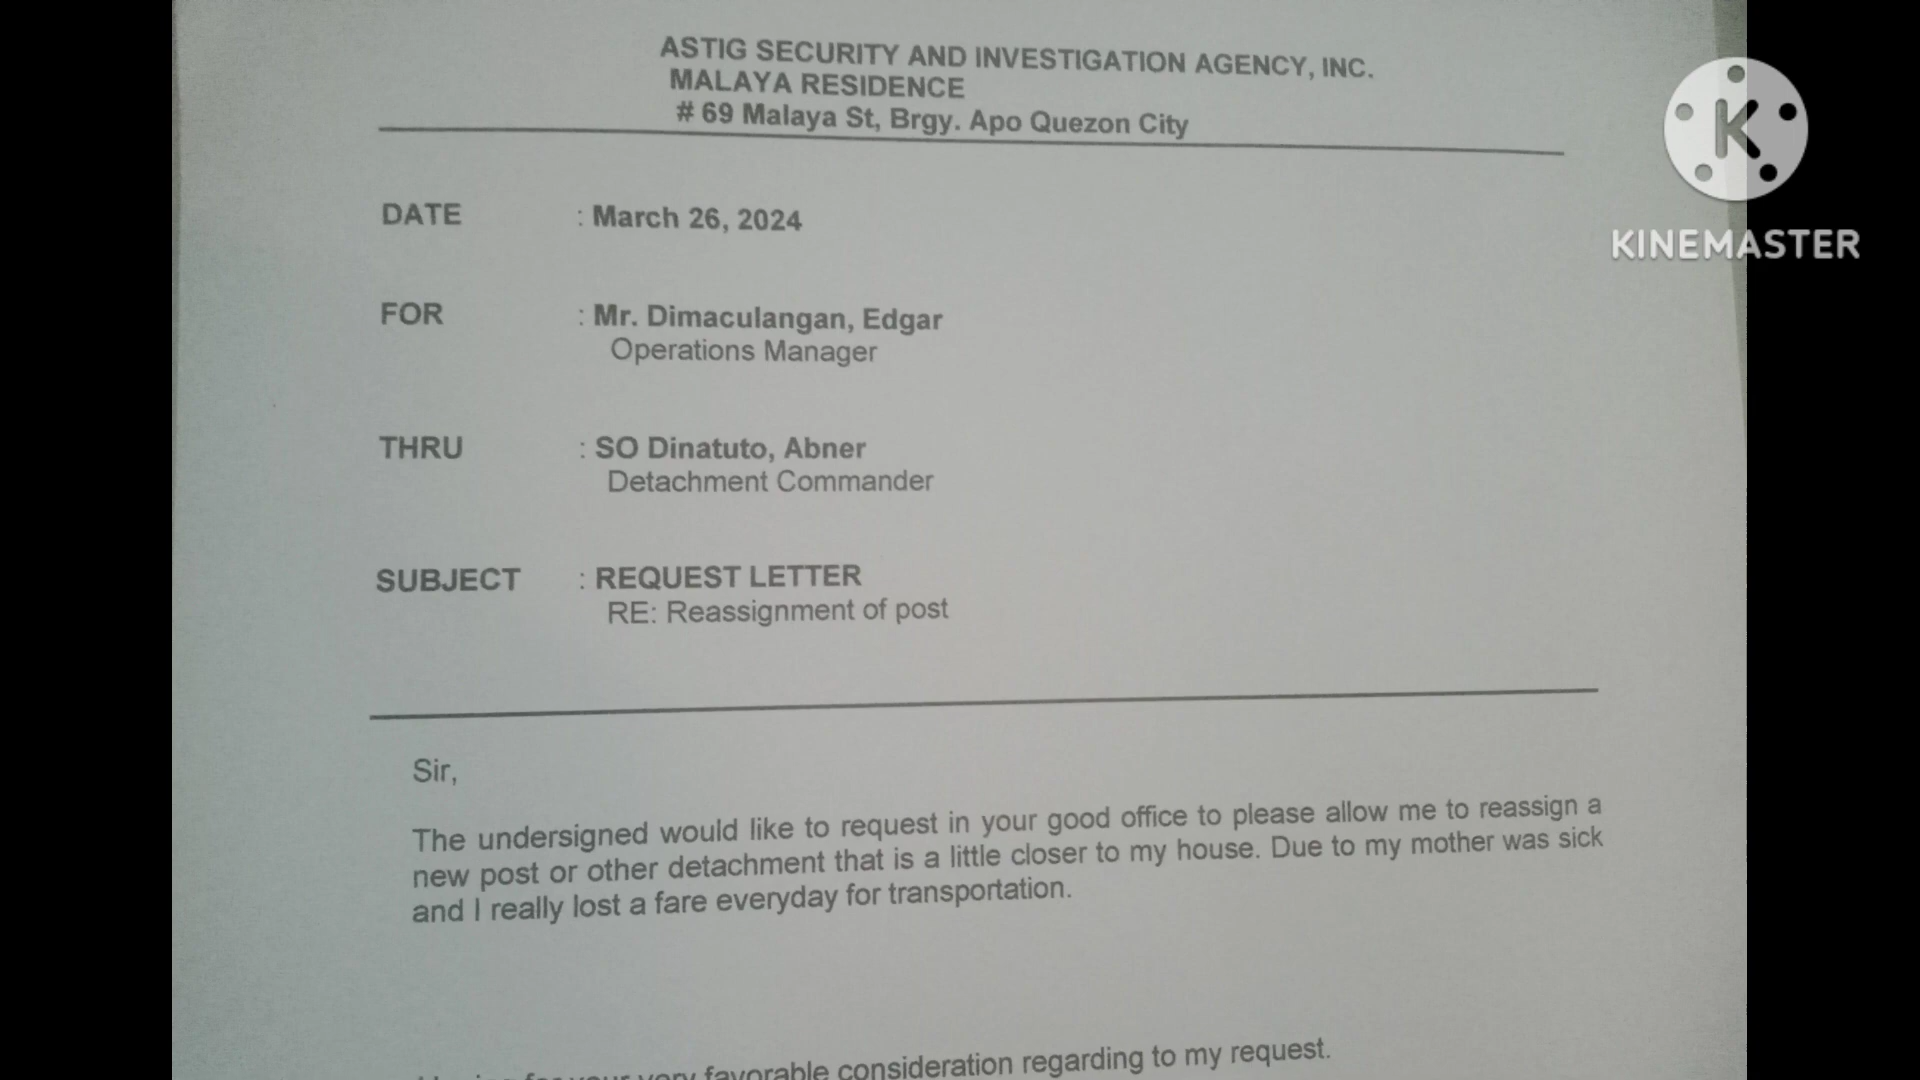 ASTIG SECURITY AND INVESTIGATION AGENCY, INC.
MALAYA RESIDENCE
# 69 Malaya St, Brgy. Apo Quezon City
K
KINEMASTER
DATE : March 26, 2024
FOR : Mr. Dimaculangan, Edgar
Operations Manager
THRU : SO Dinatuto, Abner
Detachment Commander
SUBJECT : REQUEST LETTER
RE: Reassignment of post
Sir,
The undersigned would like to request in your good office to please allow me to reassign a
new post or other detachment that is a little closer to my house. Due to my mother was sick
and I really lost a fare everyday for transportation.
for your very favorable consideration regarding to my request.